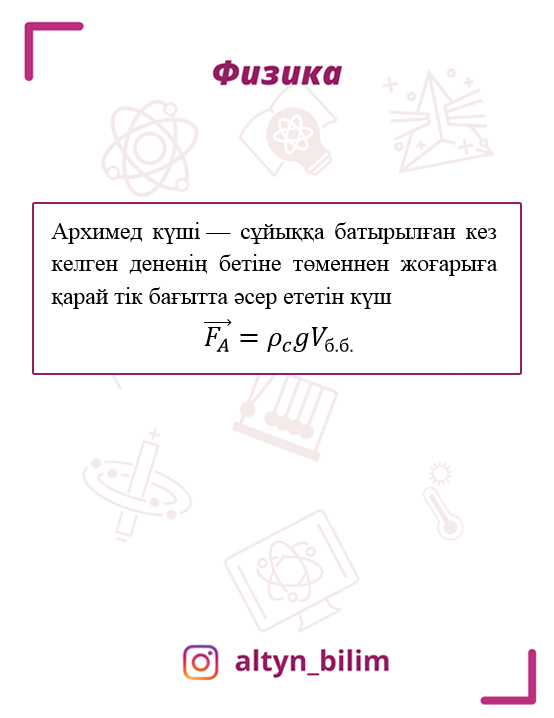 Физика
Архимед күші — сұйыққа батырылған кез
келген дененің бетіне төменнен жоғарыға
қарай тік бағытта әсер ететін күш
$\overrightarrow{F_A} = \rho_c g V_{б.б.}$
altyn_bilim